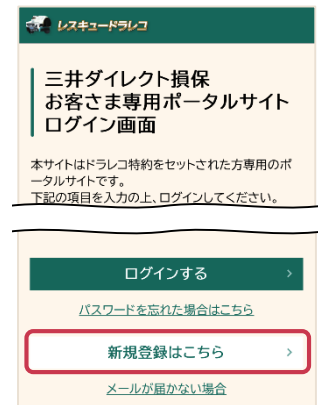 レスキュードラレコ
三井ダイレクト損保
お客さま専用ポータルサイト
ログイン画面
本サイトはドラレコ特約をセットされた方専用のポ
ータルサイトです。
下記の項目を入力の上、ログインしてください。
ログインする
パスワードを忘れた場合はこちら
新規登録はこちら
メールが届かない場合